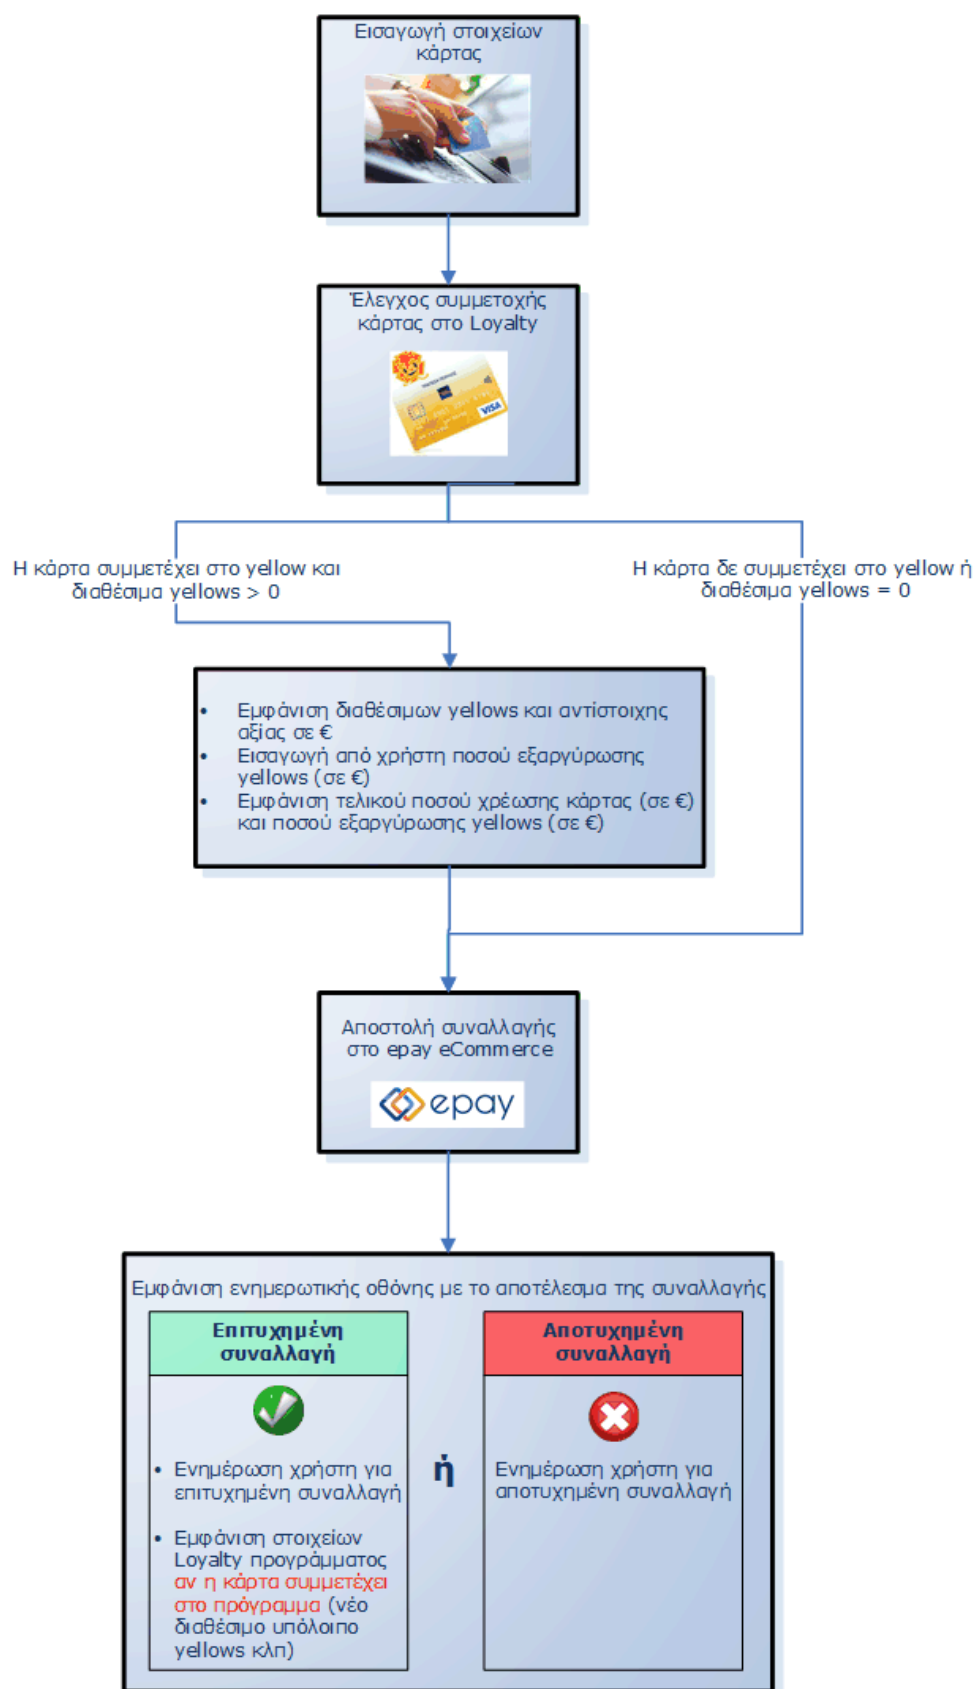 Εισαγωγή στοιχείων
κάρτας
Έλεγχος συμμετοχής
κάρτας στο Loyalty
VISA
Η κάρτα συμμετέχει στο yellow και
διαθέσιμα yellows > 0
Η κάρτα δε συμμετέχει στο yellow ή
διαθέσιμα yellows = 0
• Εμφάνιση διαθέσιμων yellows και αντίστοιχης
αξίας σε €
• Εισαγωγή από χρήστη ποσού εξαργύρωσης
yellows (σε €)
• Εμφάνιση τελικού ποσού χρέωσης κάρτας (σε €)
και ποσού εξαργύρωσης yellows (σε €)
Αποστολή συναλλαγής
στο epay eCommerce
epay
Εμφάνιση ενημερωτικής οθόνης με το αποτέλεσμα της συναλλαγής
Επιτυχημένη
συναλλαγή
• Ενημέρωση χρήστη για
επιτυχημένη συναλλαγή
• Εμφάνιση στοιχείων
Loyalty προγράμματος
αν η κάρτα συμμετέχει
στο πρόγραμμα (νέο
διαθέσιμο υπόλοιπο
yellows κλπ)
ή
Αποτυχημένη
συναλλαγή
Ενημέρωση χρήστη για
αποτυχημένη συναλλαγή